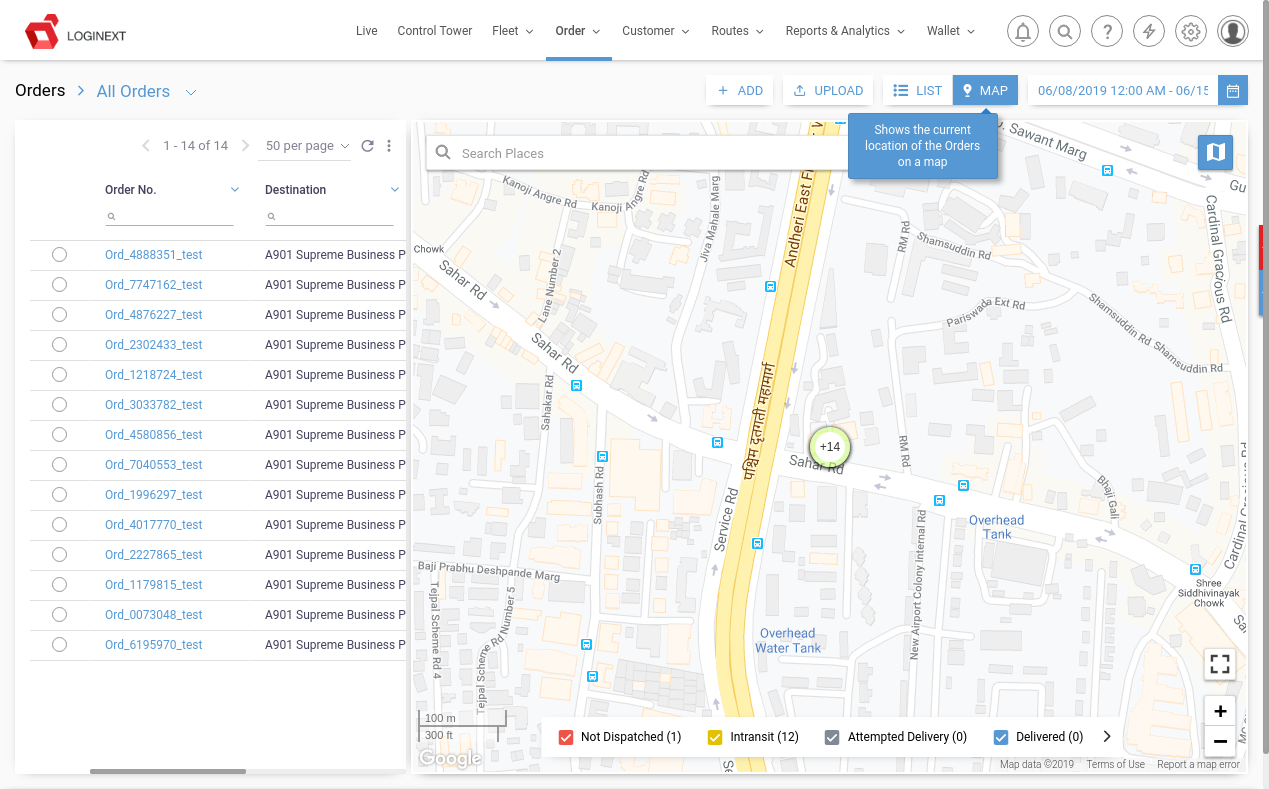 LOGINEXT
Live Control Tower Fleet Order Customer Routes Reports & Analytics Wallet
Orders > All Orders
+ ADD UPLOAD LIST MAP 06/08/2019 12:00 AM - 06/15
Shows the current
location of the Orders
on a map
1 - 14 of 14 50 per page
Order No. Destination
Ord_4888351_test A901 Supreme Business P
Ord_7747162_test A901 Supreme Business P
Ord_4876227_test A901 Supreme Business P
Ord_2302433_test A901 Supreme Business P
Ord_1218724_test A901 Supreme Business P
Ord_3033782_test A901 Supreme Business P
Ord_4580856_test A901 Supreme Business P
Ord_7040553_test A901 Supreme Business P
Ord_1996297_test A901 Supreme Business P
Ord_4017770_test A901 Supreme Business P
Ord_2227865_test A901 Supreme Business P
Ord_1179815_test A901 Supreme Business P
Ord_0073048_test A901 Supreme Business P
Ord_6195970_test A901 Supreme Business P
Search Places
Sawant Marg
Gu
Kanoji Angre Rd
Kanoji Angre Rd
Jiva Mahale Marg
Andheri East Fl
Cardinal Gracious Rd
RM Rd
Shamsuddin Rd
Chowk
Sahar Rd
Lane Number 2
Pariswadya Ext Rd
Shamsuddin Rd
Shamsuddin Rd
Sahar Rd
Sahakar Rd
पश्चिम द्रुतगती महामार्ग
+14
Sahar Rd
RM Rd
Subhash Rd
Service Rd
Bhaji Gali
Cardinal Gracious Rd
Overhead
Tank
New Airport Colony Internal Rd
Baji Prabhu Deshpande Marg
Tejpal Scheme Rd 4
Tejpal Scheme Rd Number 5
Shree
Siddhivinayak
Chowk
Sa
Overhead
Water Tank
100 m
300 ft
Google
+
−
Not Dispatched (1) Intransit (12) Attempted Delivery (0) Delivered (0)
Map data ©2019 Terms of Use Report a map error